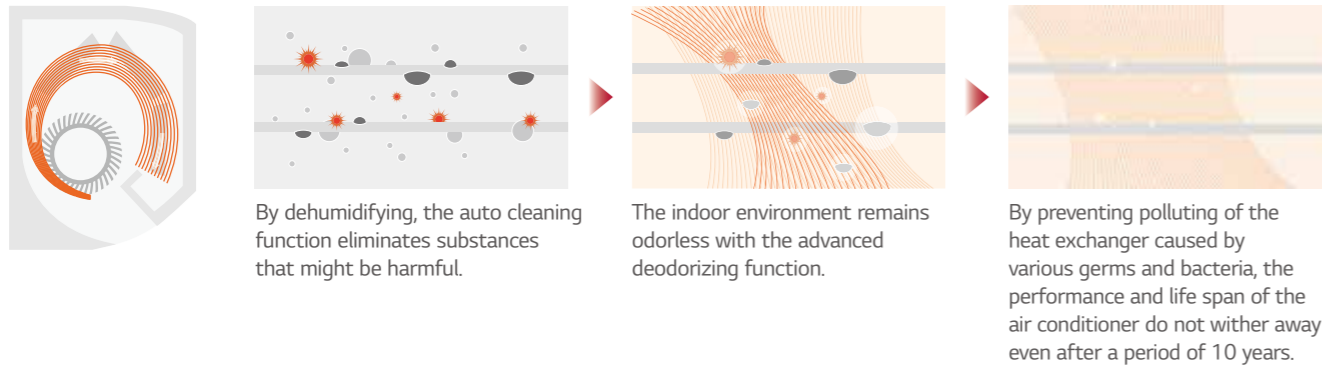 By dehumidifying, the auto cleaning
function eliminates substances
that might be harmful.
The indoor environment remains
odorless with the advanced
deodorizing function.
By preventing polluting of the
heat exchanger caused by
various germs and bacteria, the
performance and life span of the
air conditioner do not wither away
even after a period of 10 years.